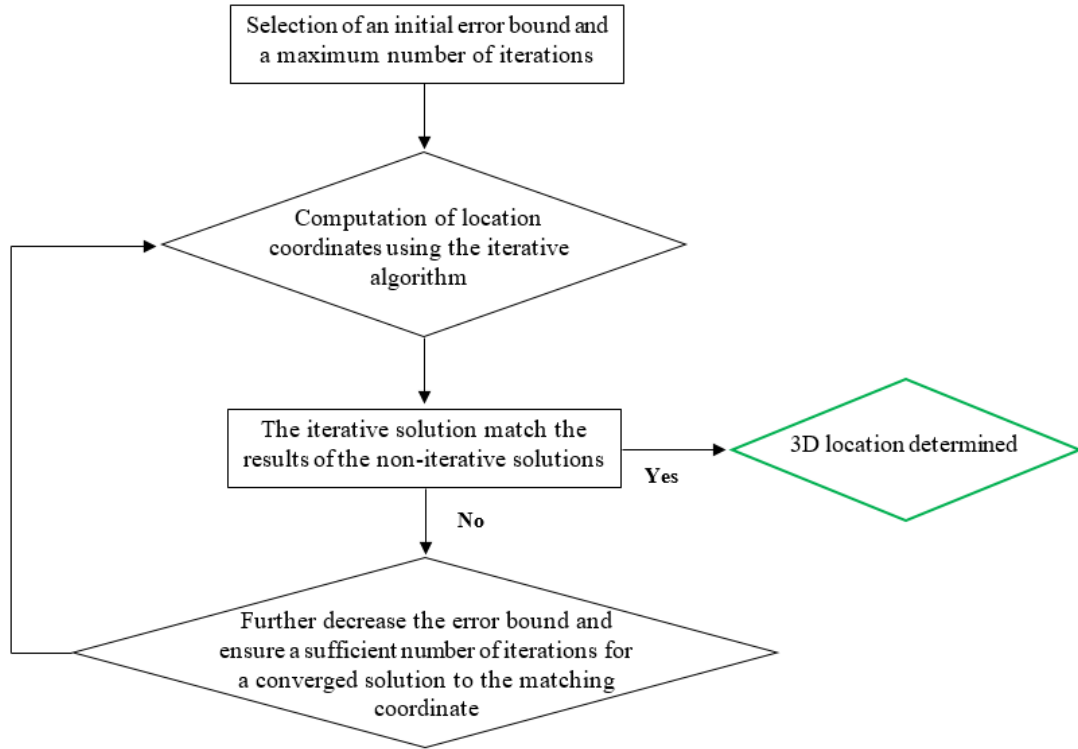 Selection of an initial error bound and
a maximum number of iterations
Computation of location
coordinates using the iterative
algorithm
The iterative solution match the
results of the non-iterative solutions
Yes
3D location determined
No
Further decrease the error bound and
ensure a sufficient number of iterations for
a converged solution to the matching
coordinate